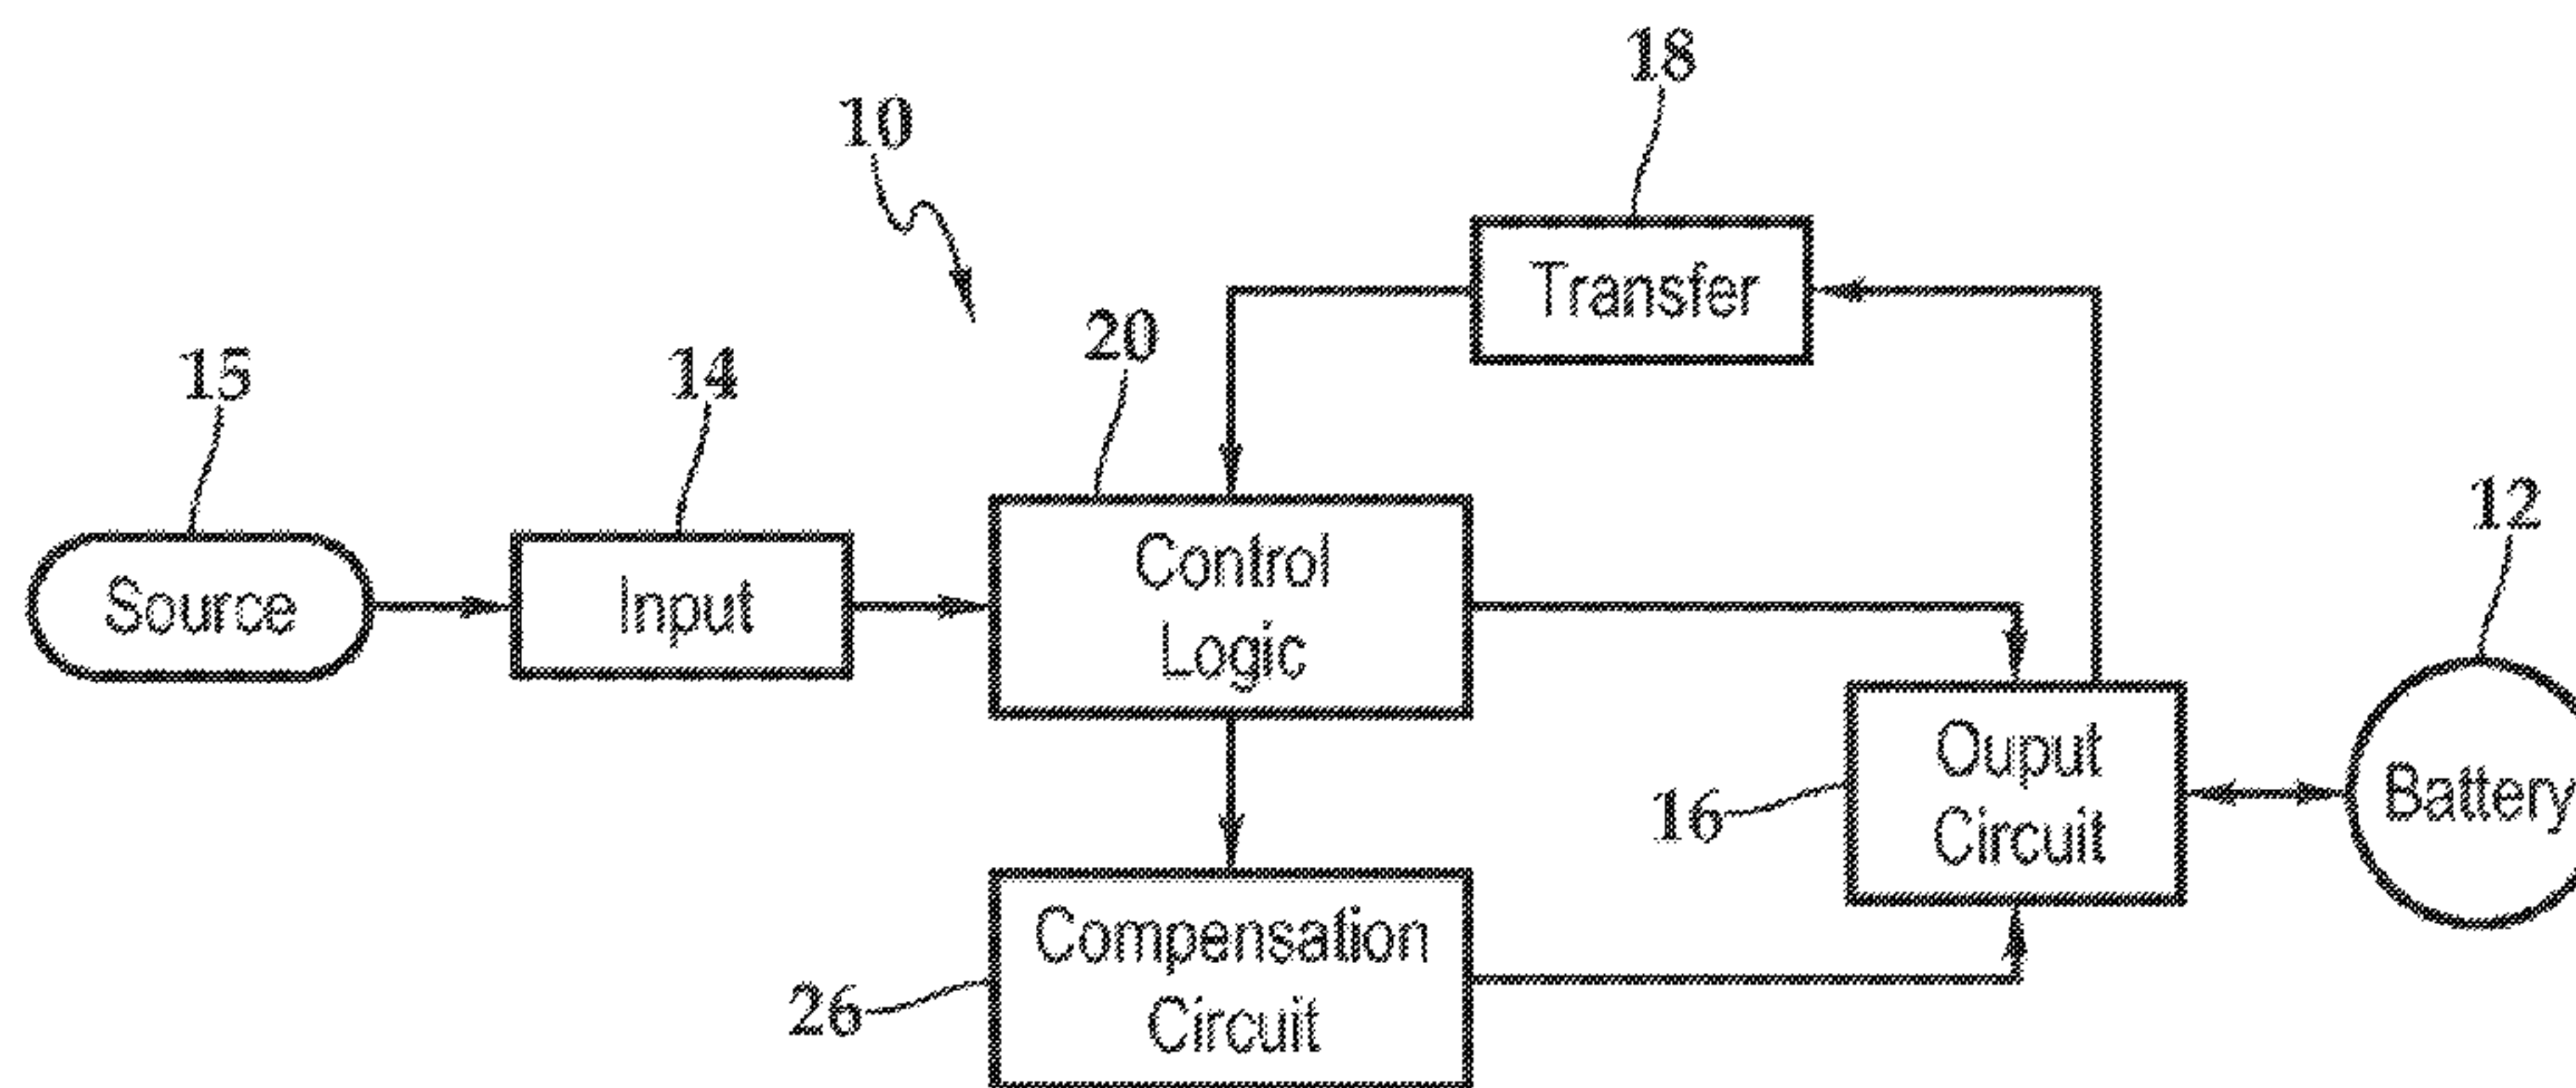 18
10
Transfer
20
15
14
12
Source
Input
Control
Logic
Ouput
Circuit
16
Battery
Compensation
Circuit
26